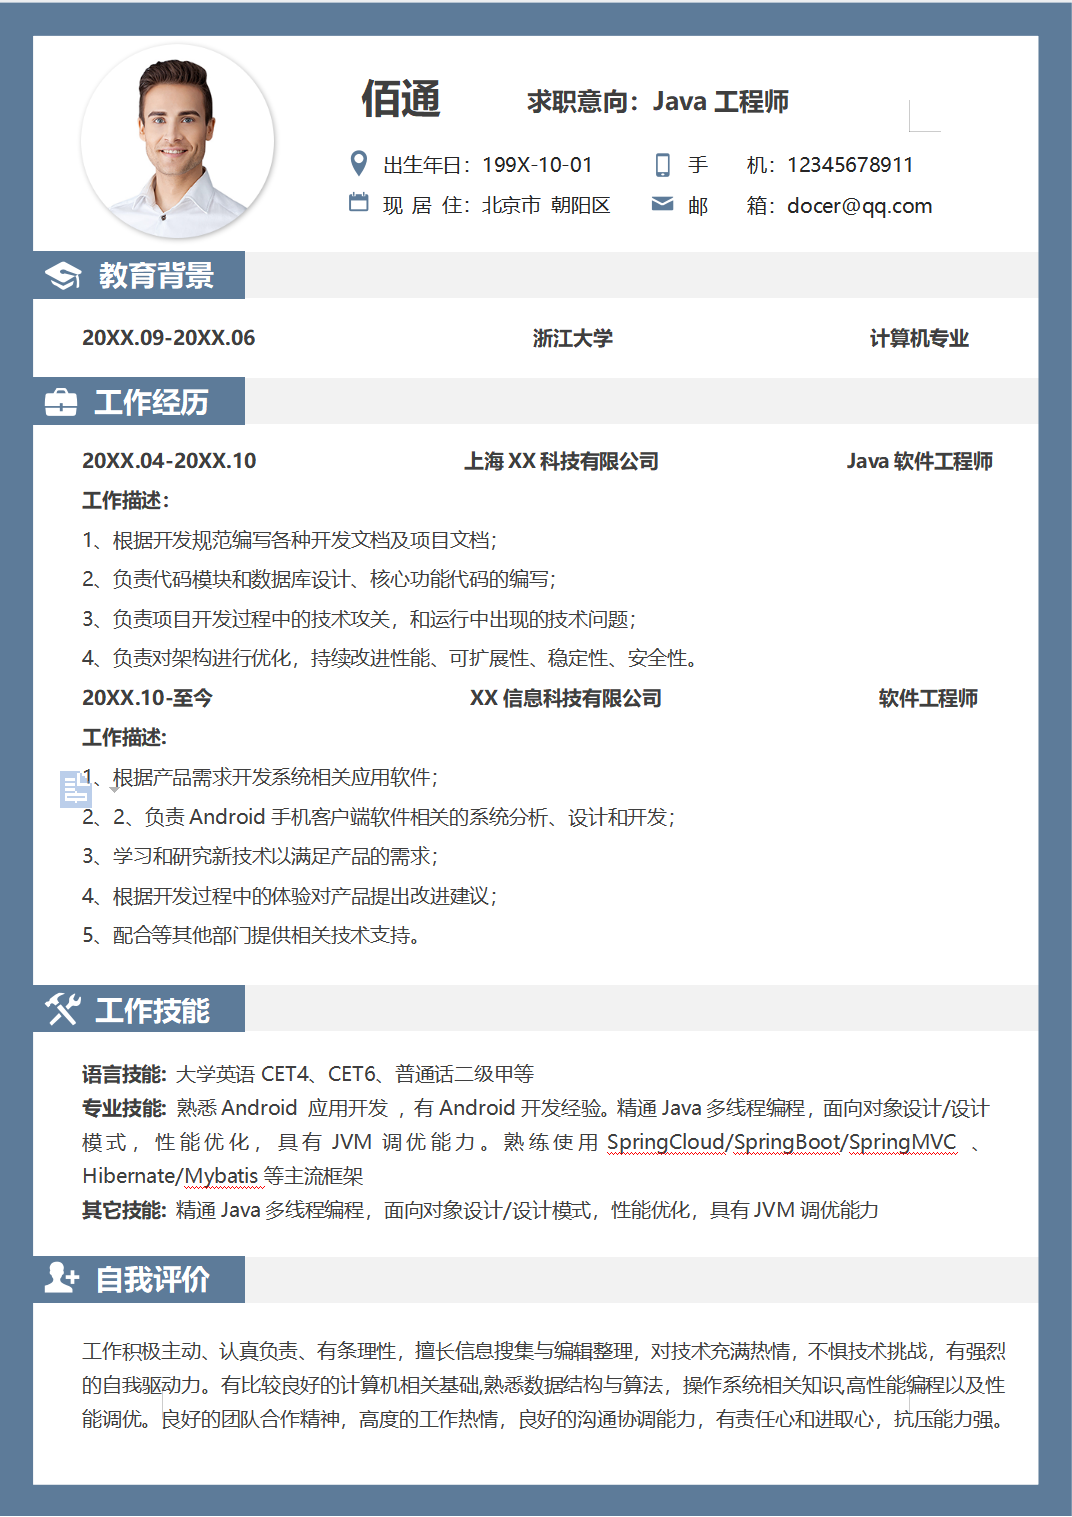 佰通 求职意向：Java 工程师
出生年日：199X-10-01 手 机：12345678911
现 居 住：北京市 朝阳区 邮 箱：docer@qq.com
教育背景
20XX.09-20XX.06 浙江大学 计算机专业
工作经历
20XX.04-20XX.10 上海 XX 科技有限公司 Java 软件工程师
工作描述：
1、根据开发规范编写各种开发文档及项目文档；
2、负责代码模块和数据库设计、核心功能代码的编写；
3、负责项目开发过程中的技术攻关，和运行中出现的技术问题；
4、负责对架构进行优化，持续改进性能、可扩展性、稳定性、安全性。
20XX.10-至今 XX 信息科技有限公司 软件工程师
工作描述:
1、根据产品需求开发系统相关应用软件；
2、2、负责 Android 手机客户端软件相关的系统分析、设计和开发；
3、学习和研究新技术以满足产品的需求；
4、根据开发过程中的体验对产品提出改进建议；
5、配合等其他部门提供相关技术支持。
工作技能
语言技能: 大学英语 CET4、CET6、普通话二级甲等
专业技能: 熟悉 Android 应用开发 ，有 Android 开发经验。精通 Java 多线程编程，面向对象设计/设计
模式，性能优化，具有 JVM 调优能力。熟练使用 SpringCloud/SpringBoot/SpringMVC 、
Hibernate/Mybatis 等主流框架
其它技能: 精通 Java 多线程编程，面向对象设计/设计模式，性能优化，具有 JVM 调优能力
自我评价
工作积极主动、认真负责、有条理性，擅长信息搜集与编辑整理，对技术充满热情，不惧技术挑战，有强烈
的自我驱动力。有比较良好的计算机相关基础,熟悉数据结构与算法，操作系统相关知识,高性能编程以及性
能调优。良好的团队合作精神，高度的工作热情，良好的沟通协调能力，有责任心和进取心，抗压能力强。